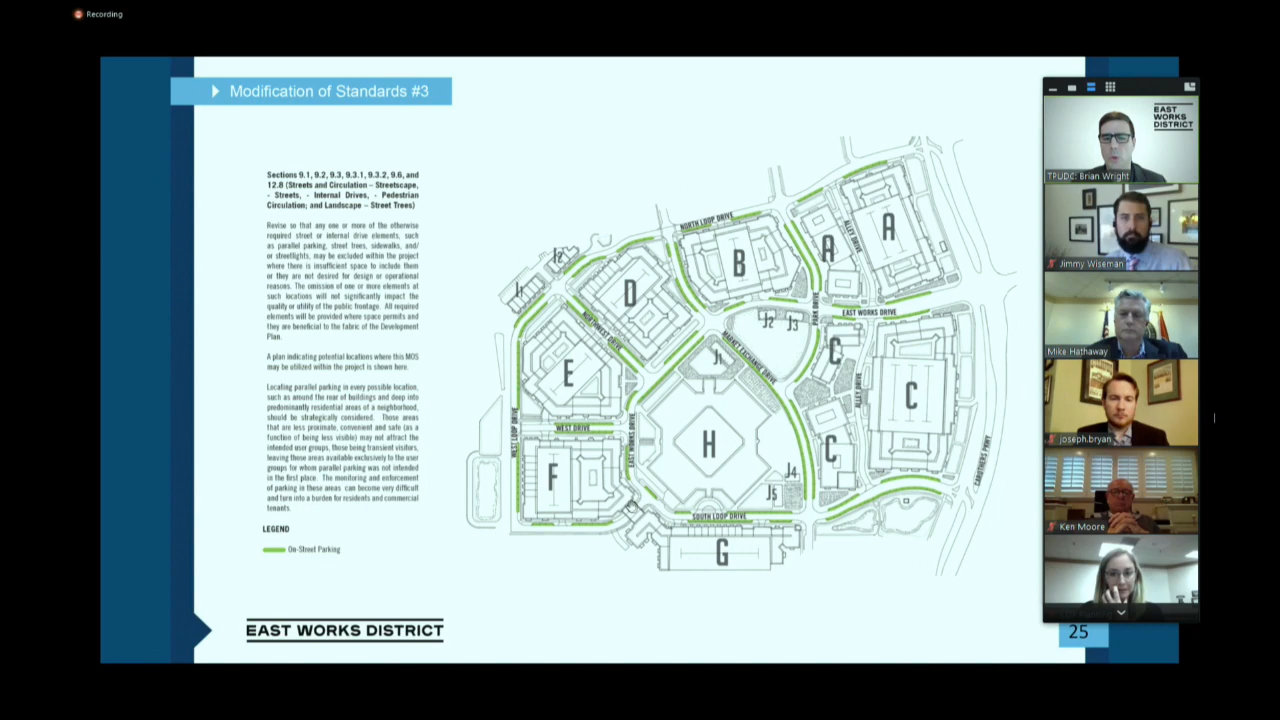 Recording
Modification of Standards #3
Sections 9.1, 9.2, 9.3, 9.3.1, 9.3.2, 9.6, and
12.8 (Streets and Circulation – Streetscape,
- Streets, - Internal Drives, - Pedestrian
Circulation; and Landscape – Street Trees)
Revise so that any one or more of the otherwise
required street or internal drive elements, such
as parallel parking, street trees, sidewalks, and/
or streetlights, may be excluded within the project
where there is insufficient space to include them
or they are not desired for design or operational
reasons. The omission of one or more elements at
such locations will not significantly impact the
quality or utility of the public frontage. All required
elements will be provided where space permits and
they are beneficial to the fabric of the Development
Plan.
A plan indicating potential locations where this MOS
may be utilized within the project is shown here.
Locating parallel parking in every possible location,
such as around the rear of buildings and deep into
predominantly residential areas of a neighborhood,
should be strategically considered. Those areas
that are less proximate, convenient and safe (as a
function of being less visible) may not attract the
intended user groups, those being transient visitors,
leaving those areas available exclusively to the user
groups for whom parallel parking was not intended
in the first place. The monitoring and enforcement
of parking in these areas can become very difficult
and turn into a burden for residents and commercial
tenants.
LEGEND
On-Street Parking
NORTH LOOP DRIVE
ALLEY DRIVE
A
A
B
J2
J1
D
PARK DRIVE
EAST WORKS DRIVE
J2
J3
NORTHWEST DRIVE
MARKET EXCHANGE DRIVE
J1
C
E
ALLEY DRIVE
C
WEST LOOP DRIVE
WEST DRIVE
EAST WORKS DRIVE
H
C
CAROTHERS PKWY
F
J4
J5
SOUTH LOOP DRIVE
G
EAST WORKS DISTRICT
25
EAST
WORKS
DISTRICT
TPUDC: Brian Wright
Jimmy Wiseman
Mike Hathaway
joseph.bryan
Ken Moore